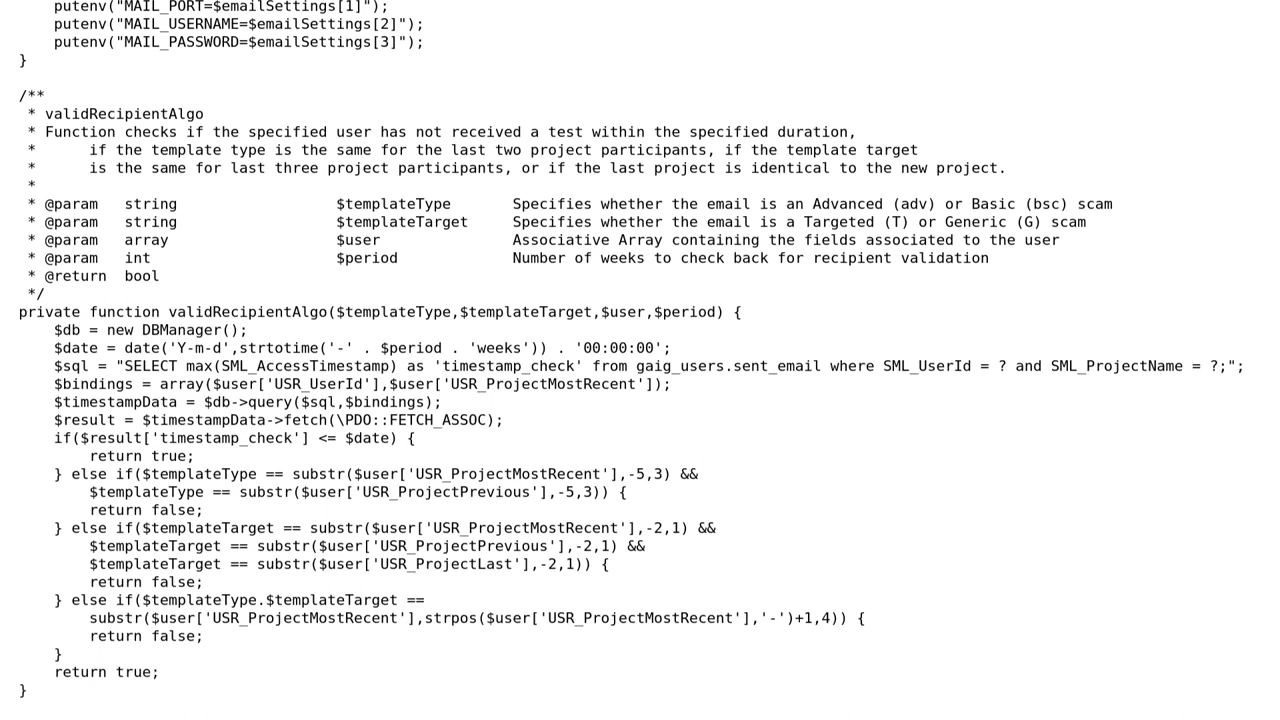 putenv("MAIL_PORT=$emailSettings[1]");
    putenv("MAIL_USERNAME=$emailSettings[2]");
    putenv("MAIL_PASSWORD=$emailSettings[3]");
}

/**
 * validRecipientAlgo
 * Function checks if the specified user has not received a test within the specified duration,
 *      if the template type is the same for the last two project participants, if the template target
 *      is the same for last three project participants, or if the last project is identical to the new project.
 *
 * @param   string                  $templateType       Specifies whether the email is an Advanced (adv) or Basic (bsc) scam
 * @param   string                  $templateTarget     Specifies whether the email is a Targeted (T) or Generic (G) scam
 * @param   array                   $user               Associative Array containing the fields associated to the user
 * @param   int                     $period             Number of weeks to check back for recipient validation
 * @return  bool
 */
private function validRecipientAlgo($templateType,$templateTarget,$user,$period) {
    $db = new DBManager();
    $date = date('Y-m-d',strtotime('-' . $period . 'weeks')) . '00:00:00';
    $sql = "SELECT max(SML_AccessTimestamp) as 'timestamp_check' from gaig_users.sent_email where SML_UserId = ? and SML_ProjectName = ?;";
    $bindings = array($user['USR_UserId'],$user['USR_ProjectMostRecent']);
    $timestampData = $db->query($sql,$bindings);
    $result = $timestampData->fetch(\PDO::FETCH_ASSOC);
    if($result['timestamp_check'] <= $date) {
        return true;
    } else if($templateType == substr($user['USR_ProjectMostRecent'],-5,3) &&
        $templateType == substr($user['USR_ProjectPrevious'],-5,3)) {
        return false;
    } else if($templateTarget == substr($user['USR_ProjectMostRecent'],-2,1) &&
        $templateTarget == substr($user['USR_ProjectPrevious'],-2,1) &&
        $templateTarget == substr($user['USR_ProjectLast'],-2,1)) {
        return false;
    } else if($templateType.$templateTarget ==
        substr($user['USR_ProjectMostRecent'],strpos($user['USR_ProjectMostRecent'],'-')+1,4)) {
        return false;
    }
    return true;
}